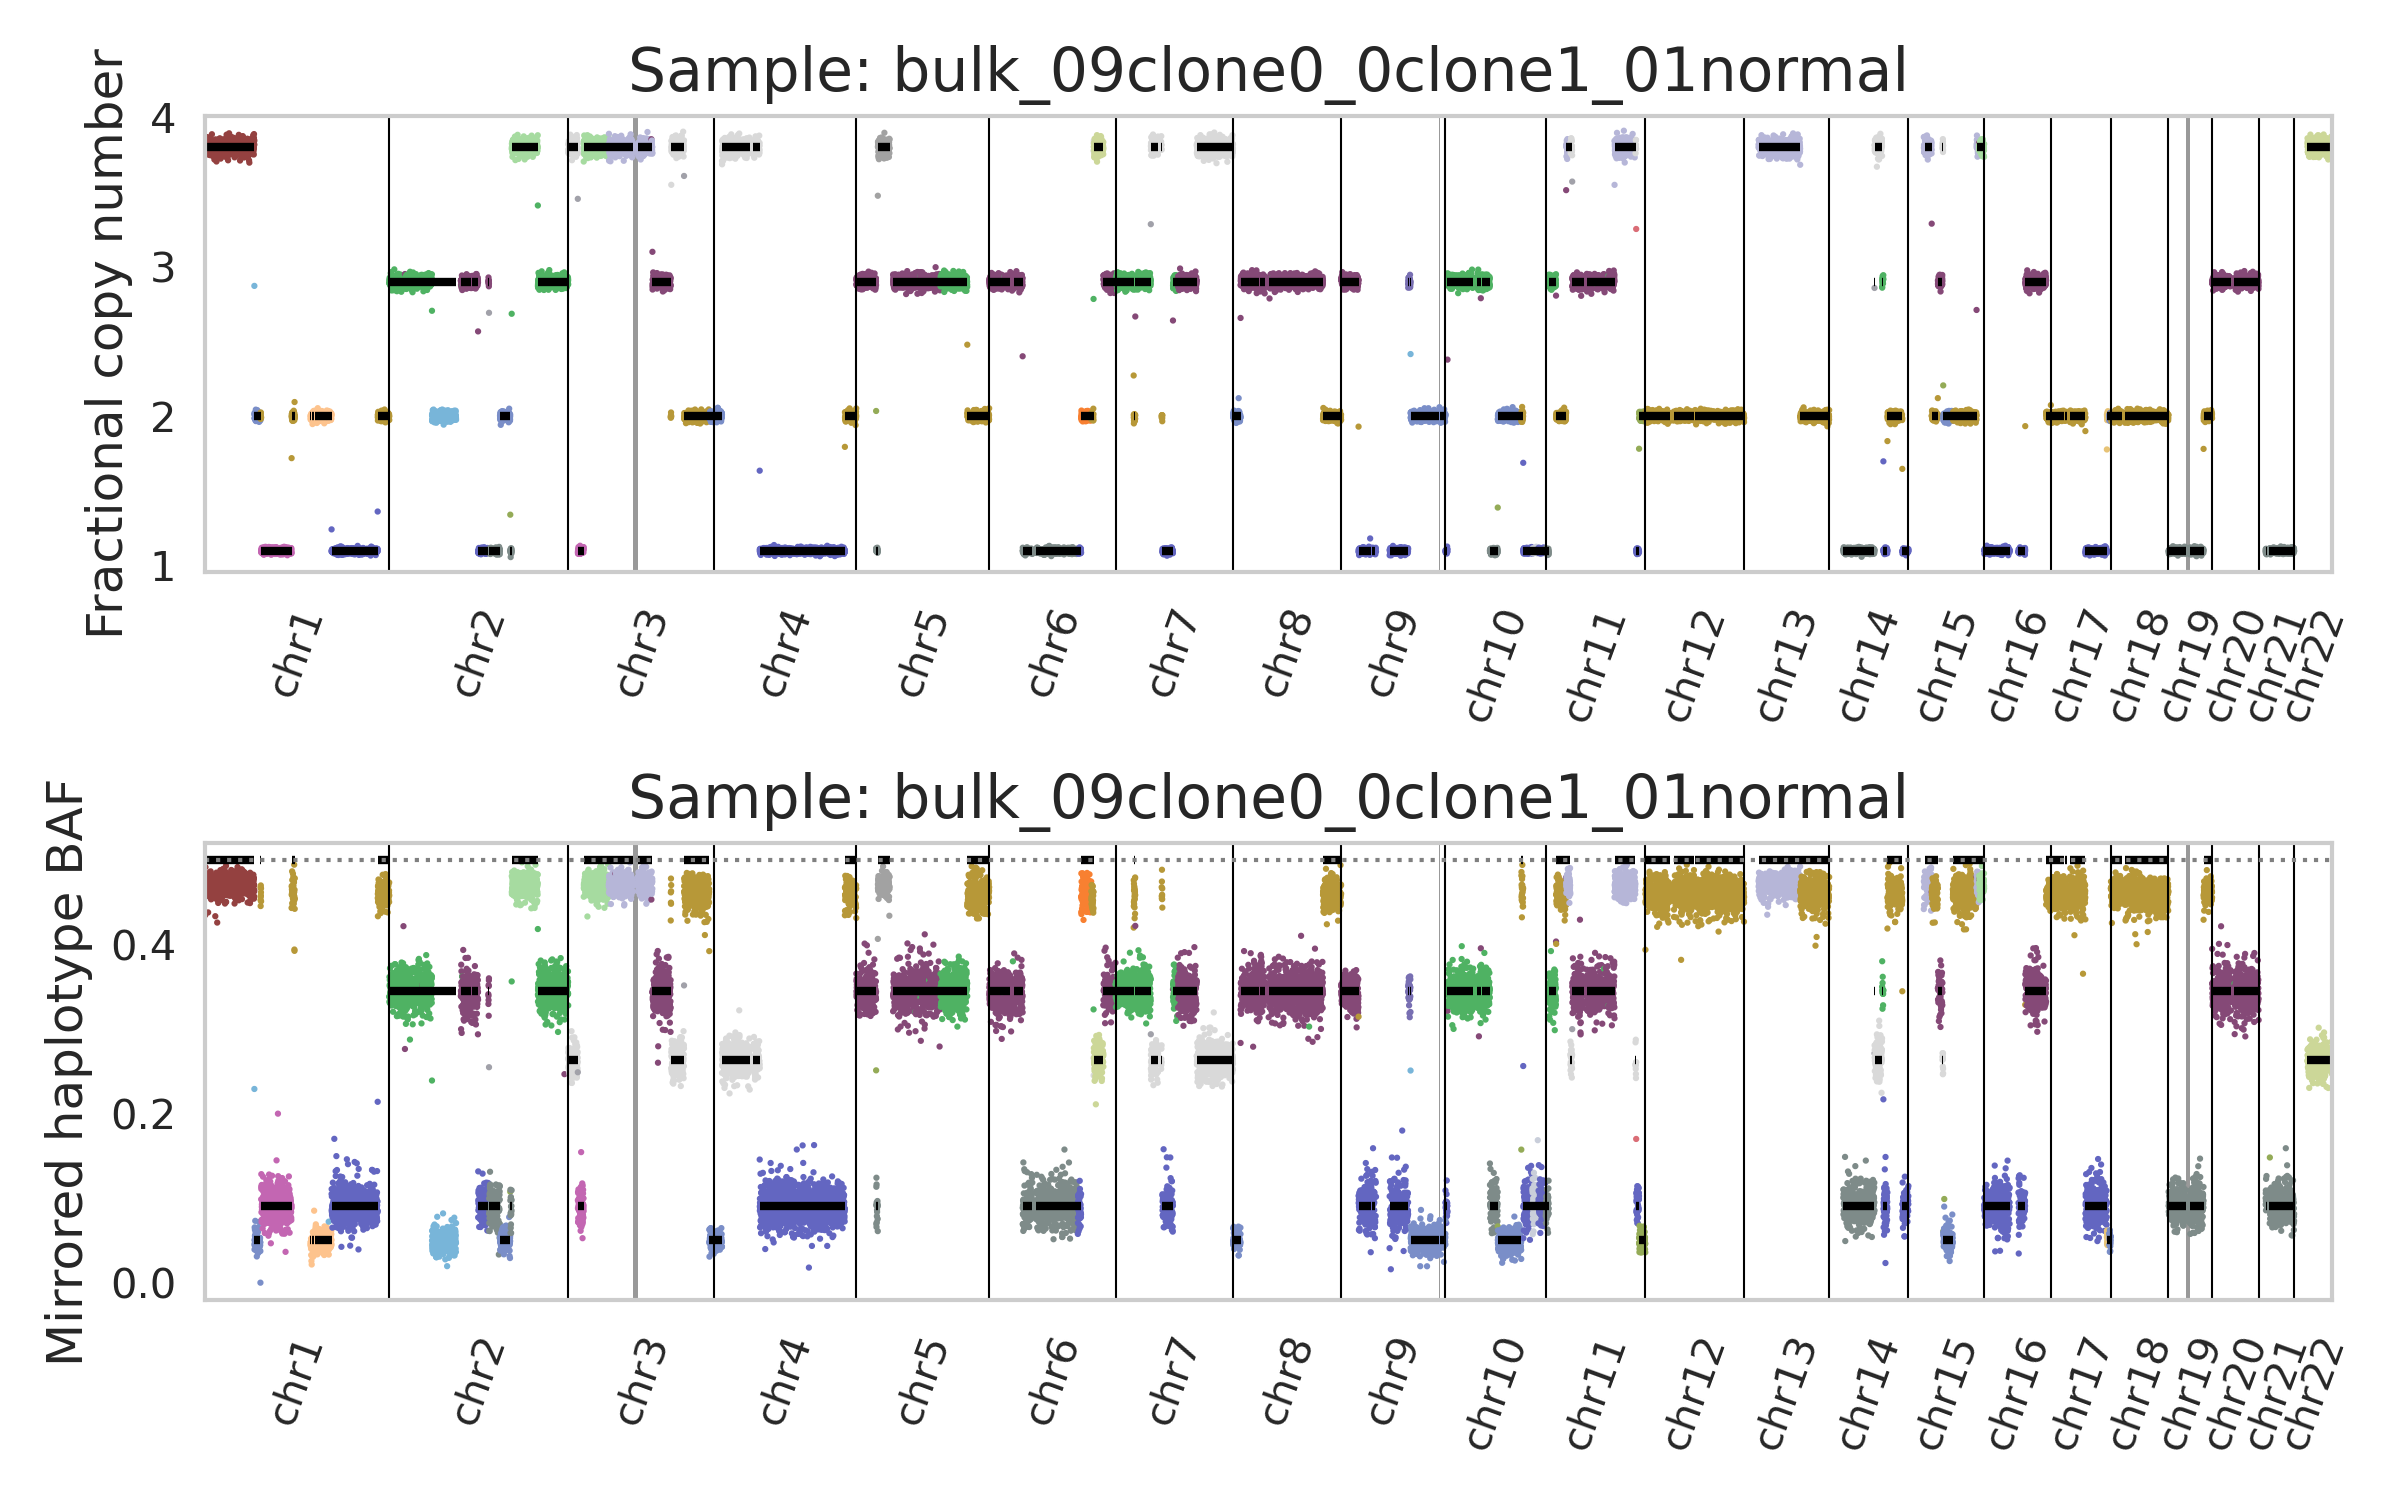 Sample: bulk_09clone0_0clone1_01normal
Fractional copy number
4
3
2
1
chr1 chr2 chr3 chr4 chr5 chr6 chr7 chr8 chr9 chr10 chr11 chr12 chr13 chr14 chr15 chr16 chr17 chr18 chr19 chr20 chr21 chr22
Sample: bulk_09clone0_0clone1_01normal
Mirrored haplotype BAF
0.4
0.2
0.0
chr1 chr2 chr3 chr4 chr5 chr6 chr7 chr8 chr9 chr10 chr11 chr12 chr13 chr14 chr15 chr16 chr17 chr18 chr19 chr20 chr21 chr22